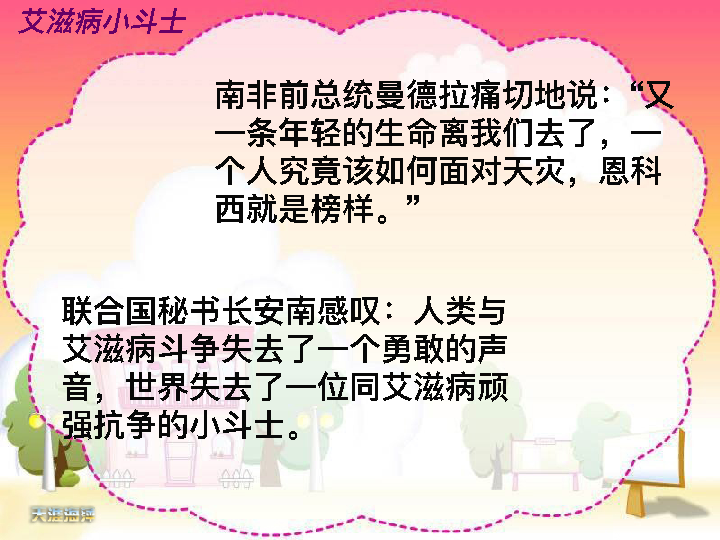 艾滋病小斗士
南非前总统曼德拉痛切地说：“又
一条年轻的生命离我们去了，一
个人究竟该如何面对天灾，恩科
西就是榜样。”
联合国秘书长安南感叹：人类与
艾滋病斗争失去了一个勇敢的声
音，世界失去了一位同艾滋病顽
强抗争的小斗士。